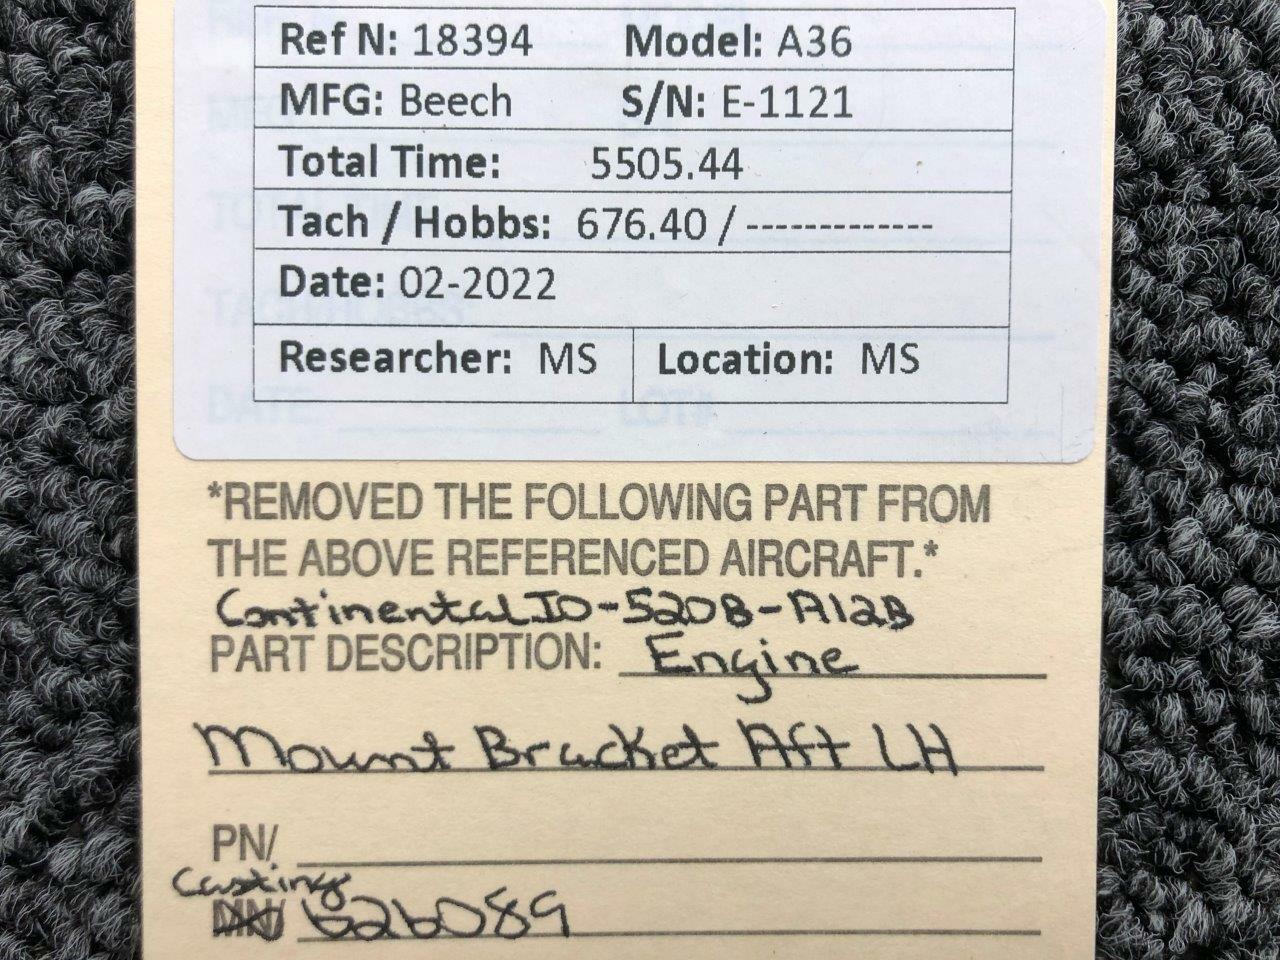 Ref N: 18394 Model: A36
MFG: Beech S/N: E-1121
Total Time: 5505.44
Tach / Hobbs: 676.40 / -------------
Date: 02-2022
Researcher: MS Location: MS
DATE LOT#
*REMOVED THE FOLLOWING PART FROM
THE ABOVE REFERENCED AIRCRAFT.*
Continental IO-520B-A12B
PART DESCRIPTION: Engine
Mount Bracket Aft LH
PN/
Casting
626089